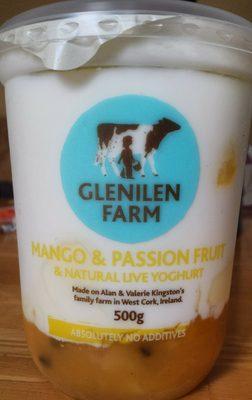 GLENILEN
FARM
MANGO & PASSION FRUIT
& NATURAL LIVE YOGHURT
Made on Alan & Valerie Kingston's
family farm in West Cork, Ireland.
500g
ABSOLUTELY NO ADDITIVES